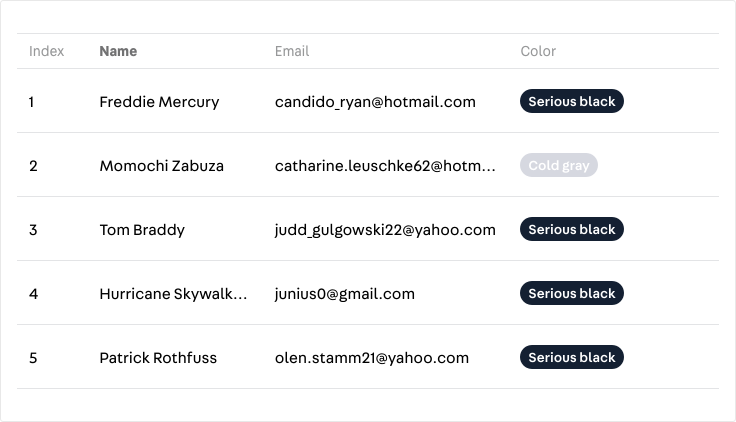 Index Name Email Color
1 Freddie Mercury candido_ryan@hotmail.com Serious black
2 Momochi Zabuza catharine.leuschke62@hotm... Cold gray
3 Tom Braddy judd_gulgowski22@yahoo.com Serious black
4 Hurricane Skywalk... junius0@gmail.com Serious black
5 Patrick Rothfuss olen.stamm21@yahoo.com Serious black